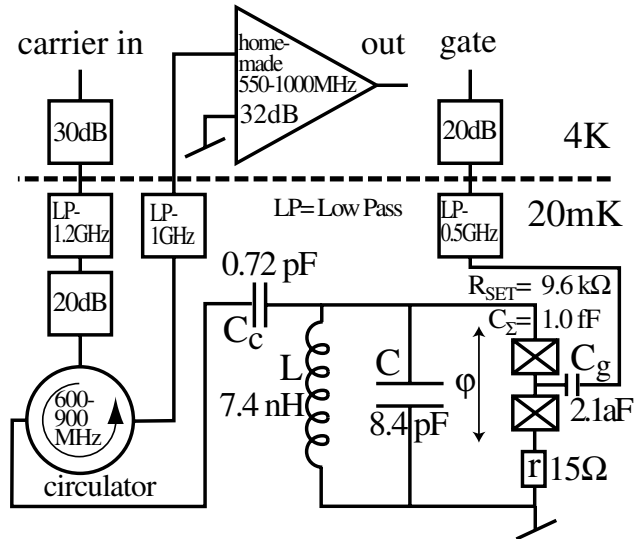 carrier in
out
gate
home-
made
550-1000MHz
32dB
30dB
20dB
4K
LP-
1.2GHz
LP-
1GHz
LP= Low Pass
LP-
0.5GHz
20mK
20dB
0.72 pF
C_c
R_SET= 9.6 kΩ
C_Σ= 1.0 fF
L
7.4 nH
C
8.4 pF
φ
C_g
2.1aF
600-
900
MHz
circulator
r
15Ω